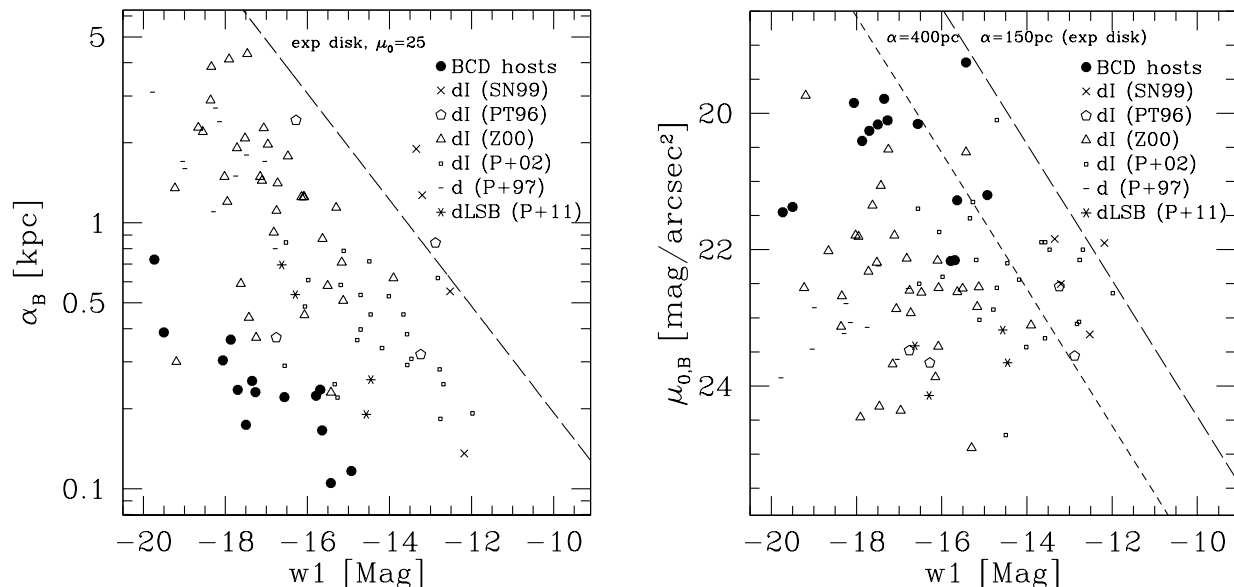 exp disk, μ₀=25
BCD hosts
dI (SN99)
dI (PT96)
dI (Z00)
dI (P+02)
d (P+97)
dLSB (P+11)
5
1
0.5
0.1
α_B [kpc]
−20 −18 −16 −14 −12 −10
w1 [Mag]
α=400pc α=150pc (exp disk)
BCD hosts
dI (SN99)
dI (PT96)
dI (Z00)
dI (P+02)
d (P+97)
dLSB (P+11)
20
22
24
μ_{0,B} [mag/arcsec²]
−20 −18 −16 −14 −12 −10
w1 [Mag]